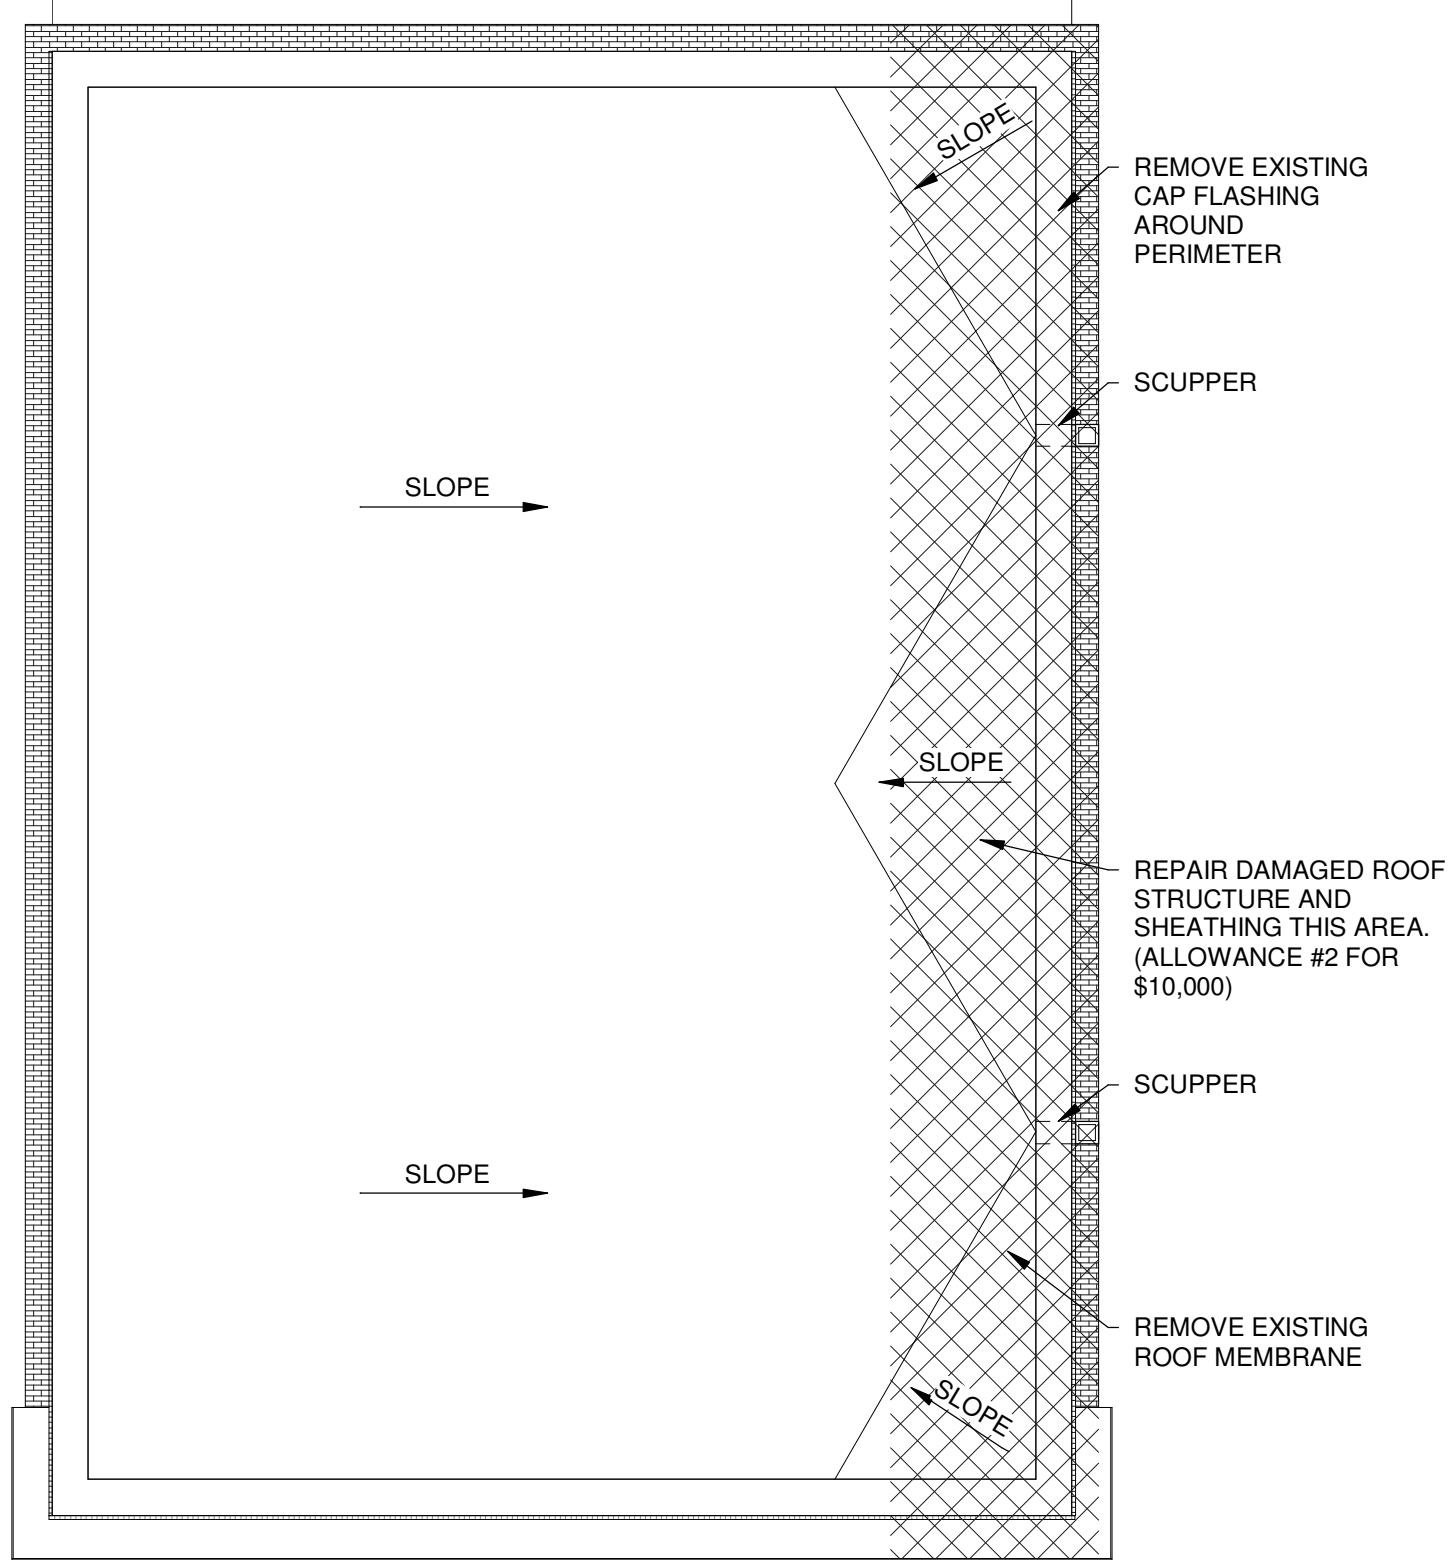 SLOPE
REMOVE EXISTING
CAP FLASHING
AROUND
PERIMETER
SCUPPER
SLOPE
SLOPE
REPAIR DAMAGED ROOF
STRUCTURE AND
SHEATHING THIS AREA.
(ALLOWANCE #2 FOR
$10,000)
SCUPPER
SLOPE
REMOVE EXISTING
ROOF MEMBRANE
SLOPE